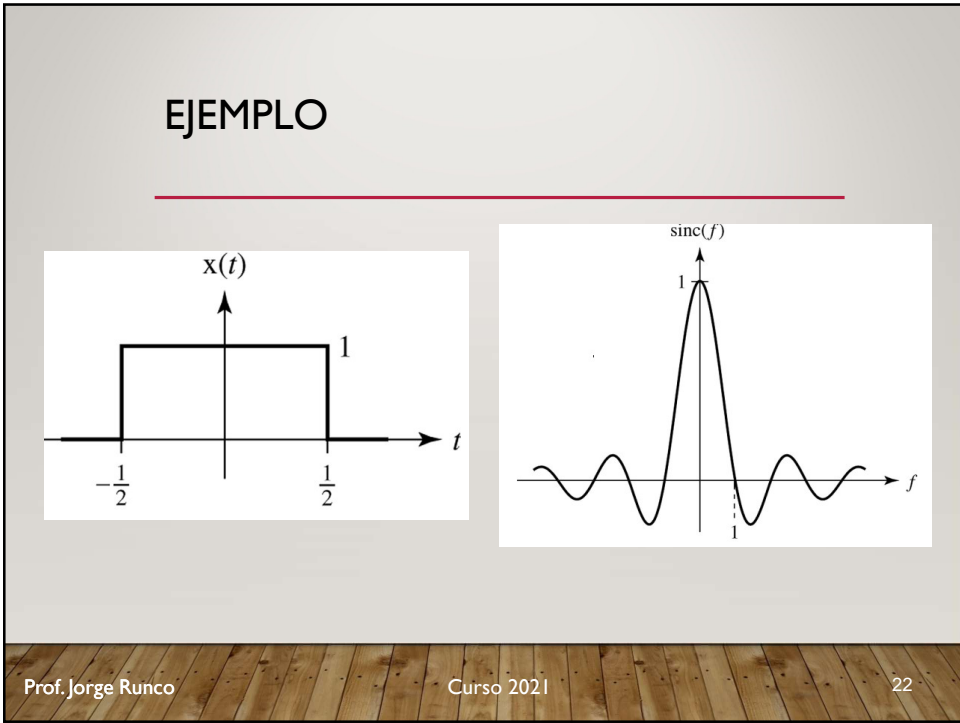 EJEMPLO
x(t)
1
t
-1/2
1/2
sinc(f)
1
f
1
Prof. Jorge Runco
Curso 2021
22